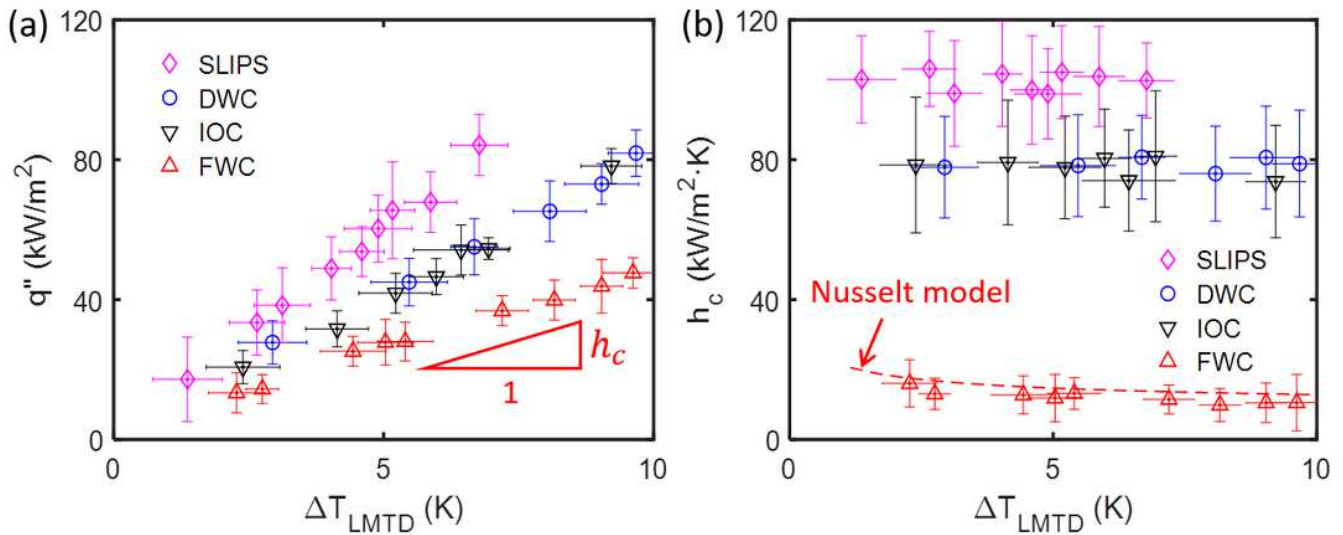 (a)
120
80
40
0
q" (kW/m²)
SLIPS
DWC
IOC
FWC
h_c
1
0
5
10
ΔT_LMTD (K)
(b)
120
80
40
0
h_c (kW/m²·K)
SLIPS
DWC
IOC
FWC
Nusselt model
0
5
10
ΔT_LMTD (K)